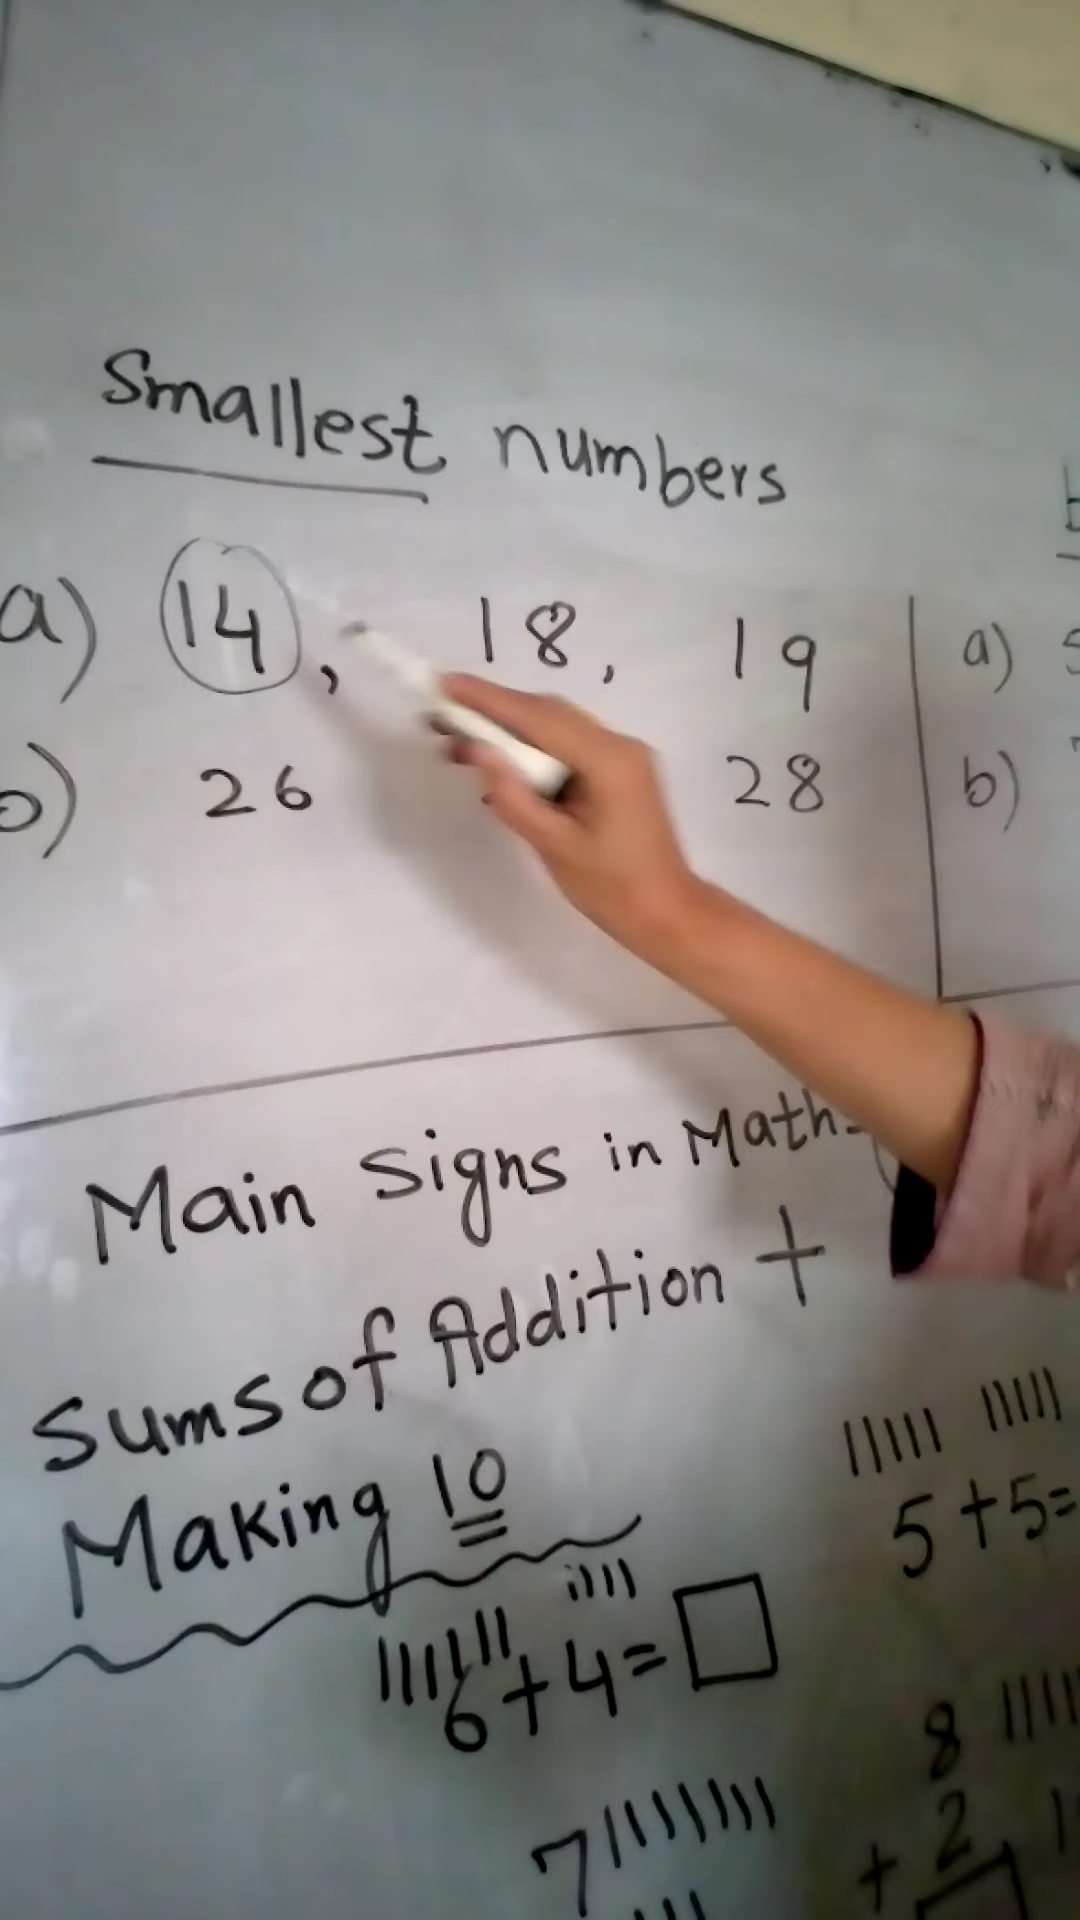 Smallest numbers
a) 14, 18, 19
b) 26 28
a)
b)
Main Signs in Math
Sums of Addition +
Making 10
5+5=
6+4=
8
+ 2
7